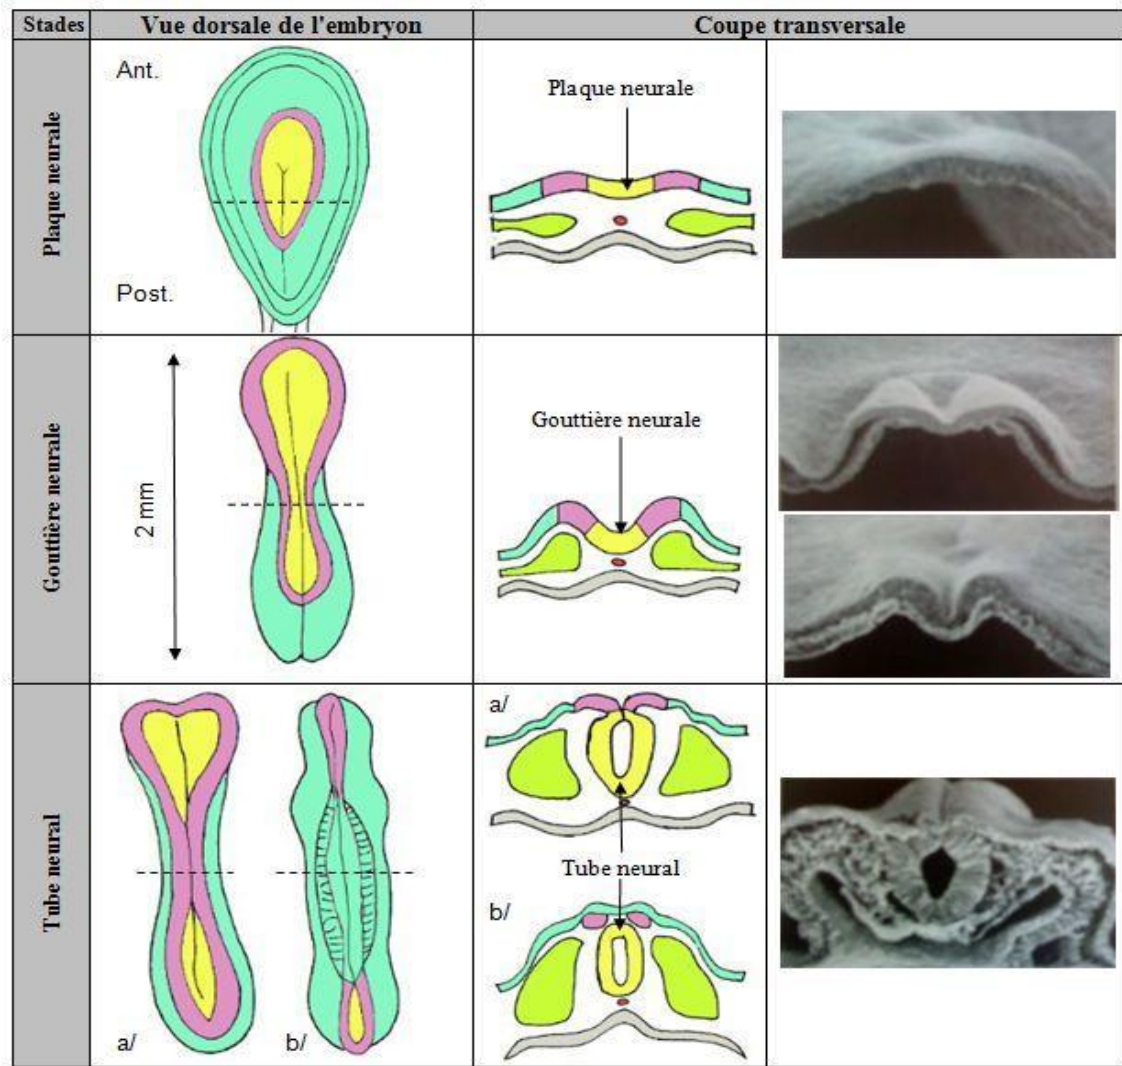 Stades
Vue dorsale de l'embryon
Coupe transversale
Plaque neurale
Ant.
Post.
Plaque neurale
Gouttière neurale
2 mm
Gouttière neurale
Tube neural
a/
b/
a/
Tube neural
b/